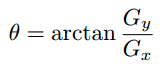 θ = arctan G_y / G_x